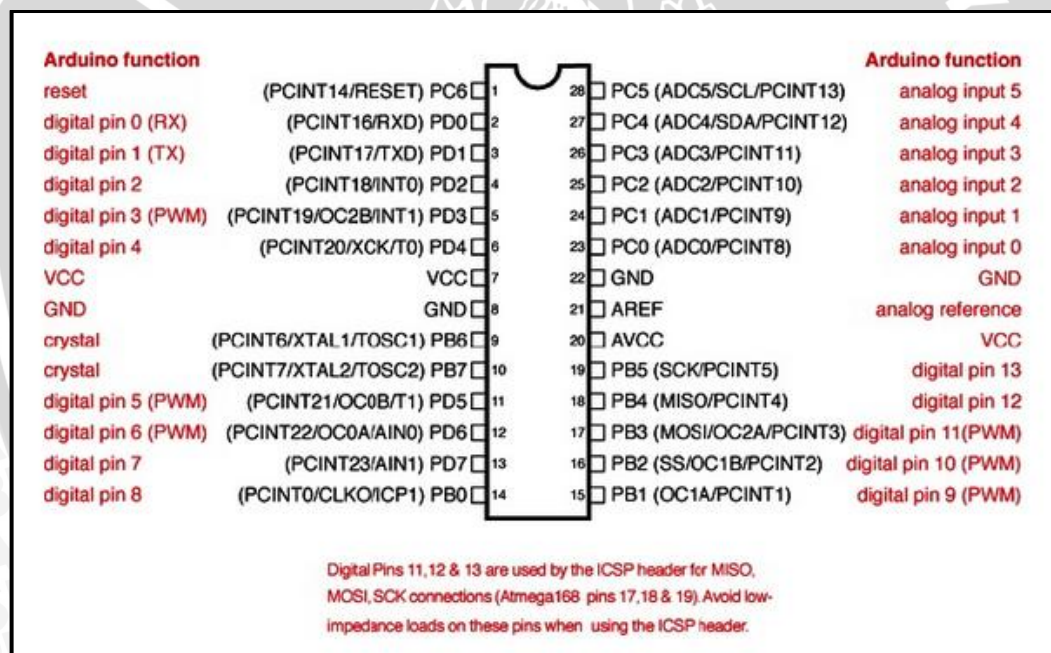 Arduino function Arduino function
reset (PCINT14/RESET) PC6 1 28 PC5 (ADC5/SCL/PCINT13) analog input 5
digital pin 0 (RX) (PCINT16/RXD) PD0 2 27 PC4 (ADC4/SDA/PCINT12) analog input 4
digital pin 1 (TX) (PCINT17/TXD) PD1 3 26 PC3 (ADC3/PCINT11) analog input 3
digital pin 2 (PCINT18/INT0) PD2 4 25 PC2 (ADC2/PCINT10) analog input 2
digital pin 3 (PWM) (PCINT19/OC2B/INT1) PD3 5 24 PC1 (ADC1/PCINT9) analog input 1
digital pin 4 (PCINT20/XCK/T0) PD4 6 23 PC0 (ADC0/PCINT8) analog input 0
VCC VCC 7 22 GND GND
GND GND 8 21 AREF analog reference
crystal (PCINT6/XTAL1/TOSC1) PB6 9 20 AVCC VCC
crystal (PCINT7/XTAL2/TOSC2) PB7 10 19 PB5 (SCK/PCINT5) digital pin 13
digital pin 5 (PWM) (PCINT21/OC0B/T1) PD5 11 18 PB4 (MISO/PCINT4) digital pin 12
digital pin 6 (PWM) (PCINT22/OC0A/AIN0) PD6 12 17 PB3 (MOSI/OC2A/PCINT3) digital pin 11(PWM)
digital pin 7 (PCINT23/AIN1) PD7 13 16 PB2 (SS/OC1B/PCINT2) digital pin 10 (PWM)
digital pin 8 (PCINT0/CLKO/ICP1) PB0 14 15 PB1 (OC1A/PCINT1) digital pin 9 (PWM)
Digital Pins 11,12 & 13 are used by the ICSP header for MISO,
MOSI, SCK connections (Atmega168 pins 17,18 & 19). Avoid low-
impedance loads on these pins when using the ICSP header.